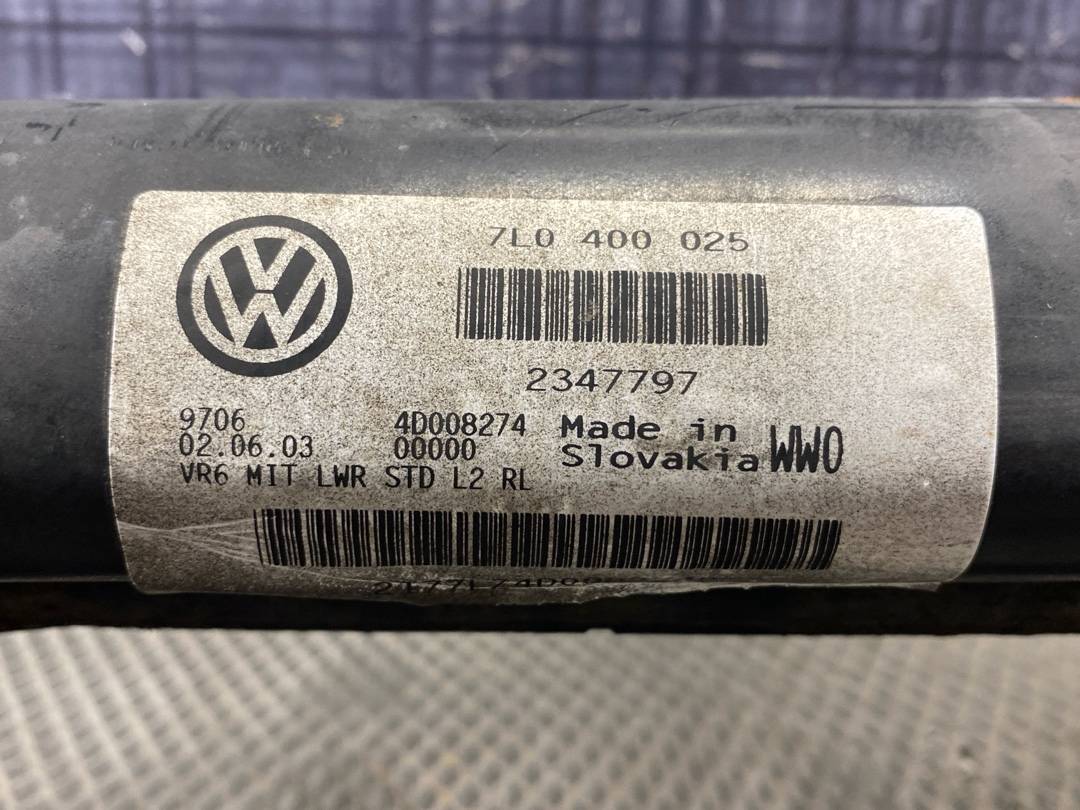 7L0 400 025
2347797
9706 4D008274 Made in
02.06.03 00000 Slovakia WWO
VR6 MIT LWR STD L2 RL